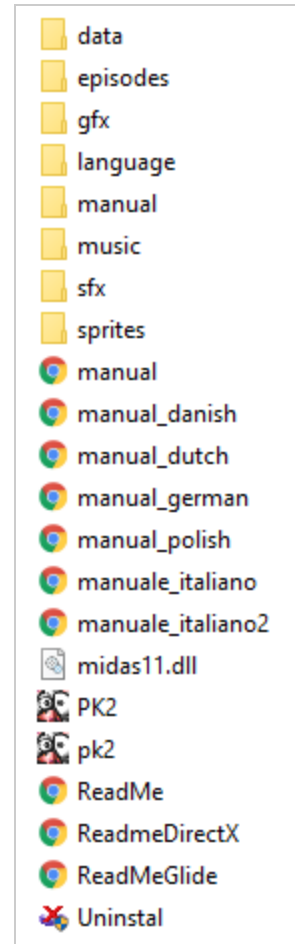 data
episodes
gfx
language
manual
music
sfx
sprites
manual
manual_danish
manual_dutch
manual_german
manual_polish
manuale_italiano
manuale_italiano2
midas11.dll
PK2
pk2
ReadMe
ReadmeDirectX
ReadMeGlide
Uninstal